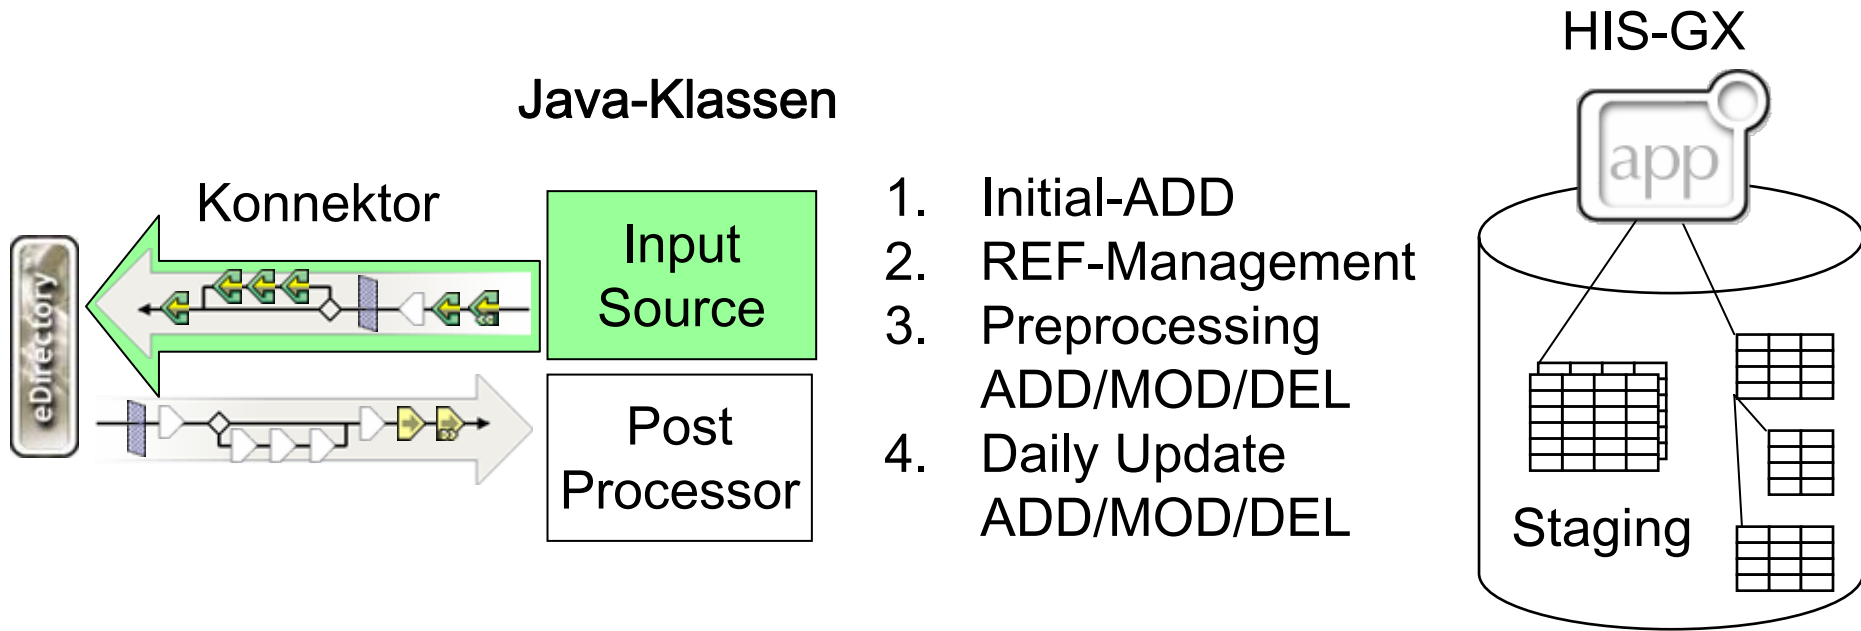 HIS-GX
Java-Klassen
app
Konnektor
Input
Source
eDirectory
Post
Processor
1. Initial-ADD
2. REF-Management
3. Preprocessing
ADD/MOD/DEL
4. Daily Update
ADD/MOD/DEL
Staging